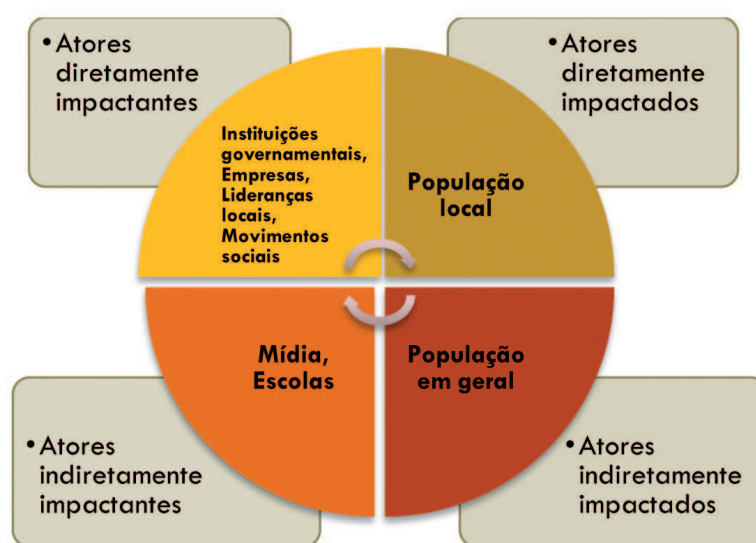 • Atores
diretamente
impactantes
• Atores
diretamente
impactados
Instituições
governamentais,
Empresas,
Lideranças
locais,
Movimentos
sociais
População
local
Mídia,
Escolas
População
em geral
• Atores
indiretamente
impactantes
• Atores
indiretamente
impactados